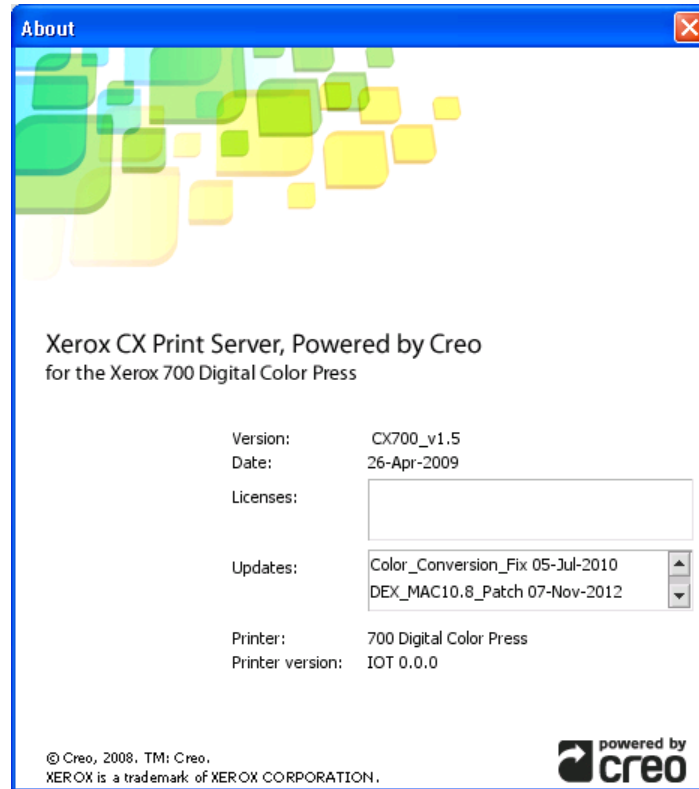 About
Xerox CX Print Server, Powered by Creo
for the Xerox 700 Digital Color Press
Version: CX700_v1.5
Date: 26-Apr-2009
Licenses:
Updates: Color_Conversion_Fix 05-Jul-2010
DEX_MAC10.8_Patch 07-Nov-2012
Printer: 700 Digital Color Press
Printer version: IOT 0.0.0
© Creo, 2008. TM: Creo.
XEROX is a trademark of XEROX CORPORATION.
powered by
creo